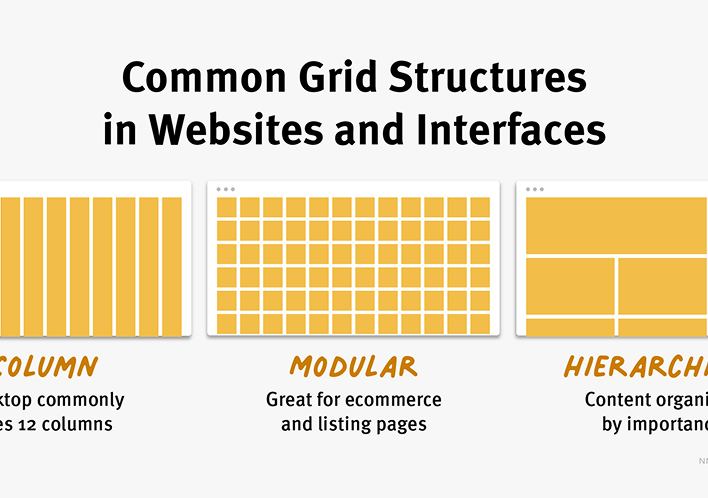 Common Grid Structures
in Websites and Interfaces
COLUMN
ktop commonly
es 12 columns
MODULAR
Great for ecommerce
and listing pages
HIERARCHI
Content organi
by importanc